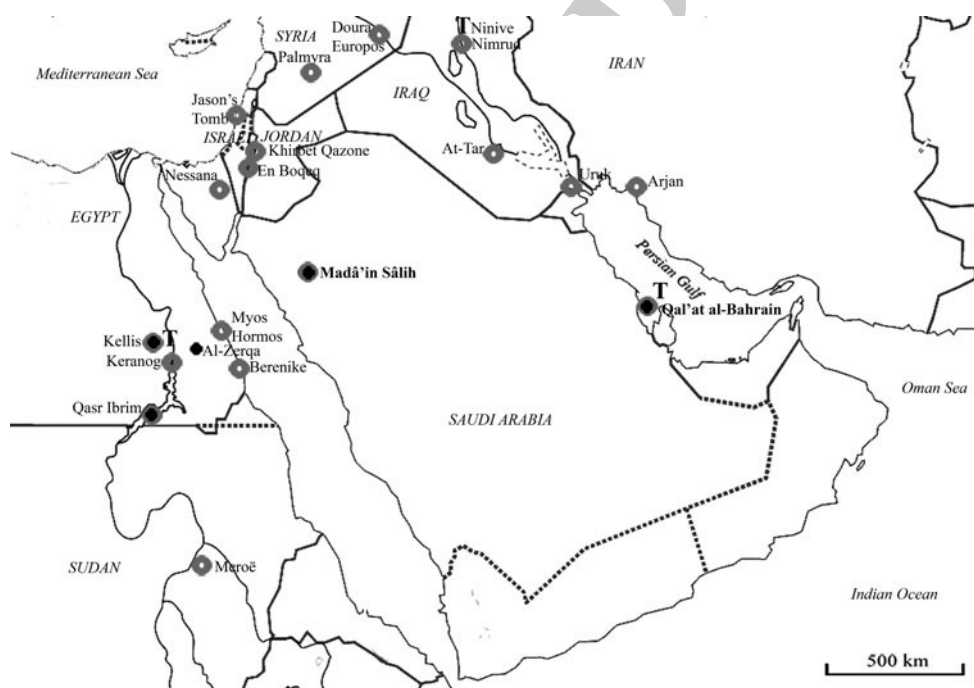 T
SYRIA
Doura
Europos
Ninive
Nimrud
Palmyra
IRAN
Mediterranean Sea
Jason's
Tomb
IRAQ
ISRA
JORDAN
Khirbet Qazone
At-Tar
En Boqeq
Nessana
Uruk
Arjan
EGYPT
Madâ'in Sâlih
Persian Gulf
T
Qal'at al-Bahrain
Myos
Hormos
Kellis
T
Al-Zerqa
Keranog
Berenike
Oman Sea
Qasr Ibrim
SAUDI ARABIA
SUDAN
Meroë
Indian Ocean
500 km